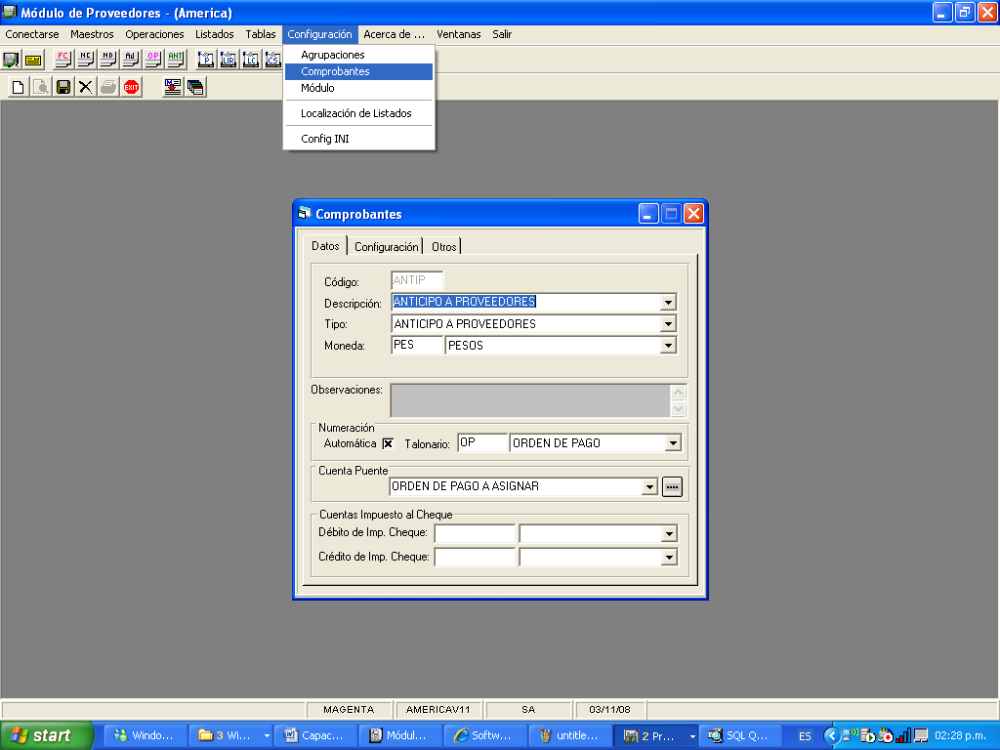 Módulo de Proveedores - (America)
Conectarse Maestros Operaciones Listados Tablas Configuración Acerca de ... Ventanas Salir
FC NC ND AJ OP ANT P LIR LC CS
Agrupaciones
Comprobantes
Módulo
EXIT
Localización de Listados
Config INI
Comprobantes
Datos Configuración Otros
Código: ANTIP
Descripción: ANTICIPO A PROVEEDORES
Tipo: ANTICIPO A PROVEEDORES
Moneda: PES PESOS
Observaciones:
Numeración
Automática Talonario: OP ORDEN DE PAGO
Cuenta Puente
ORDEN DE PAGO A ASIGNAR
Cuentas Impuesto al Cheque
Débito de Imp. Cheque:
Crédito de Imp. Cheque:
MAGENTA AMERICAV11 SA 03/11/08
start Windo... 3 Wi... Capac... Módul... Softw... untitle... 2 Pr... SQL Q... ES 02:28 p.m.